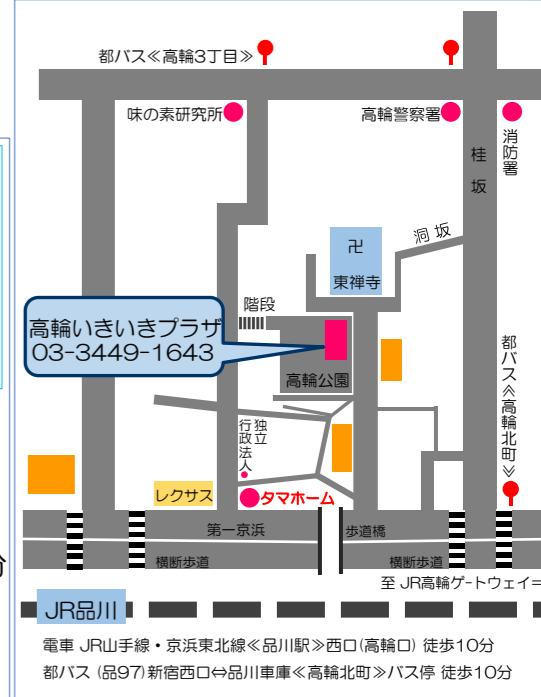 都バス≪高輪3丁目≫
味の素研究所
高輪警察署
消防署
桂坂
洞坂
卍
東禅寺
階段
高輪いきいきプラザ
03-3449-1643
高輪公園
都バス≪高輪北町≫
独立
行政法人
レクサス
タマホーム
第一京浜
歩道橋
横断歩道
横断歩道
至 JR高輪ゲートウェイ⇒
分
JR品川
電車 JR山手線・京浜東北線≪品川駅≫西口(高輪口) 徒歩10分
都バス (品97)新宿西口⇔品川車庫≪高輪北町≫バス停 徒歩10分